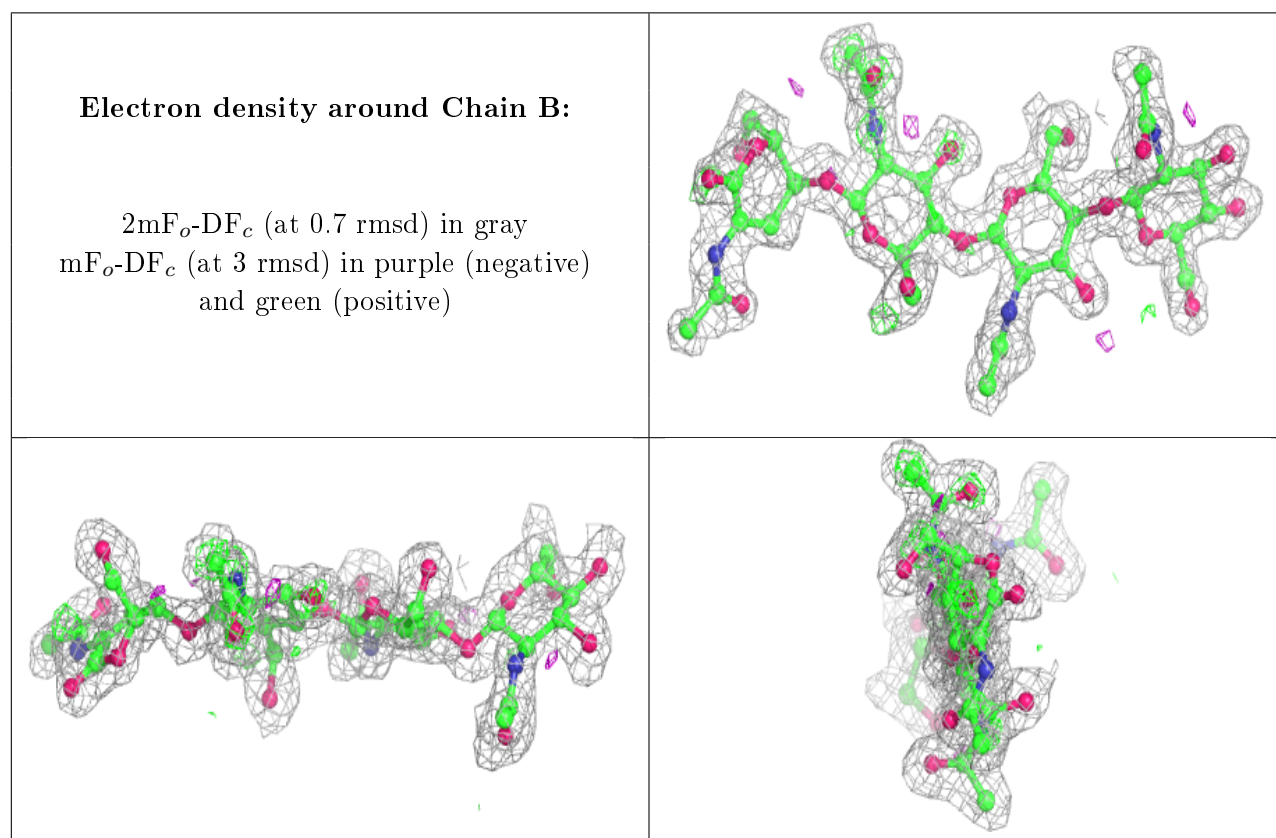 Electron density around Chain B:
2mFₒ-DF𝒸 (at 0.7 rmsd) in gray
mFₒ-DF𝒸 (at 3 rmsd) in purple (negative)
and green (positive)